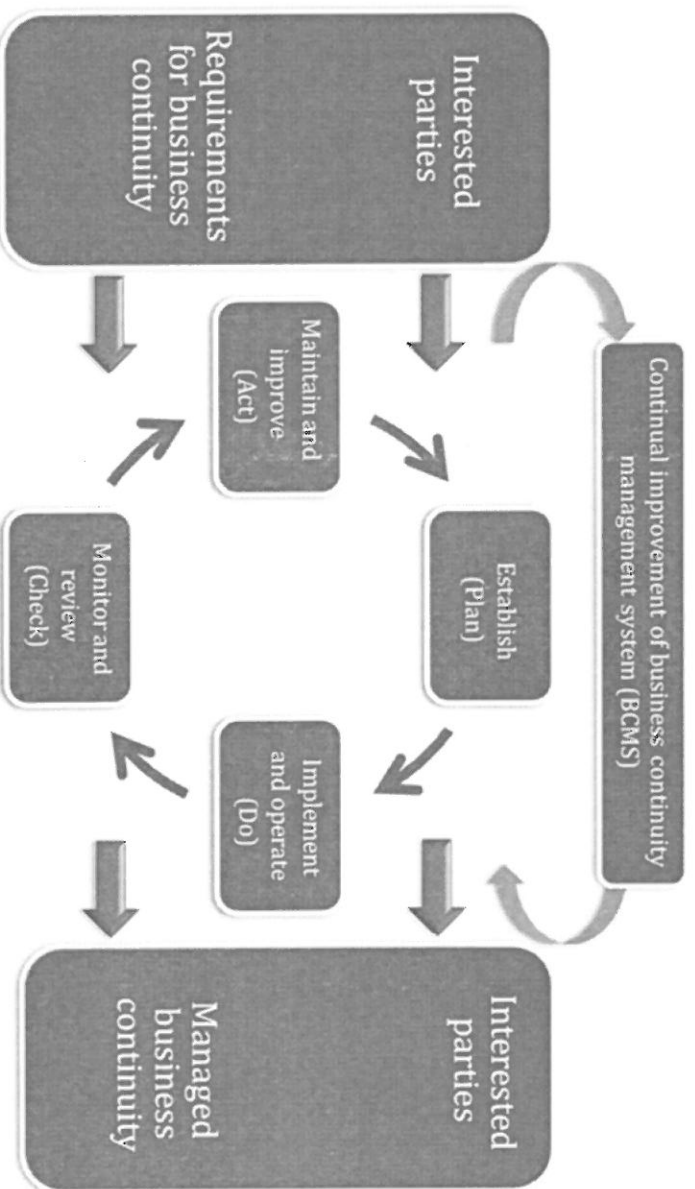 Continual improvement of business continuity
management system (BCMS)
Interested
parties
Requirements
for business
continuity
Establish
(Plan)
Maintain and
improve
(Act)
Implement
and operate
(Do)
Monitor and
review
(Check)
Interested
parties
Managed
business
continuity